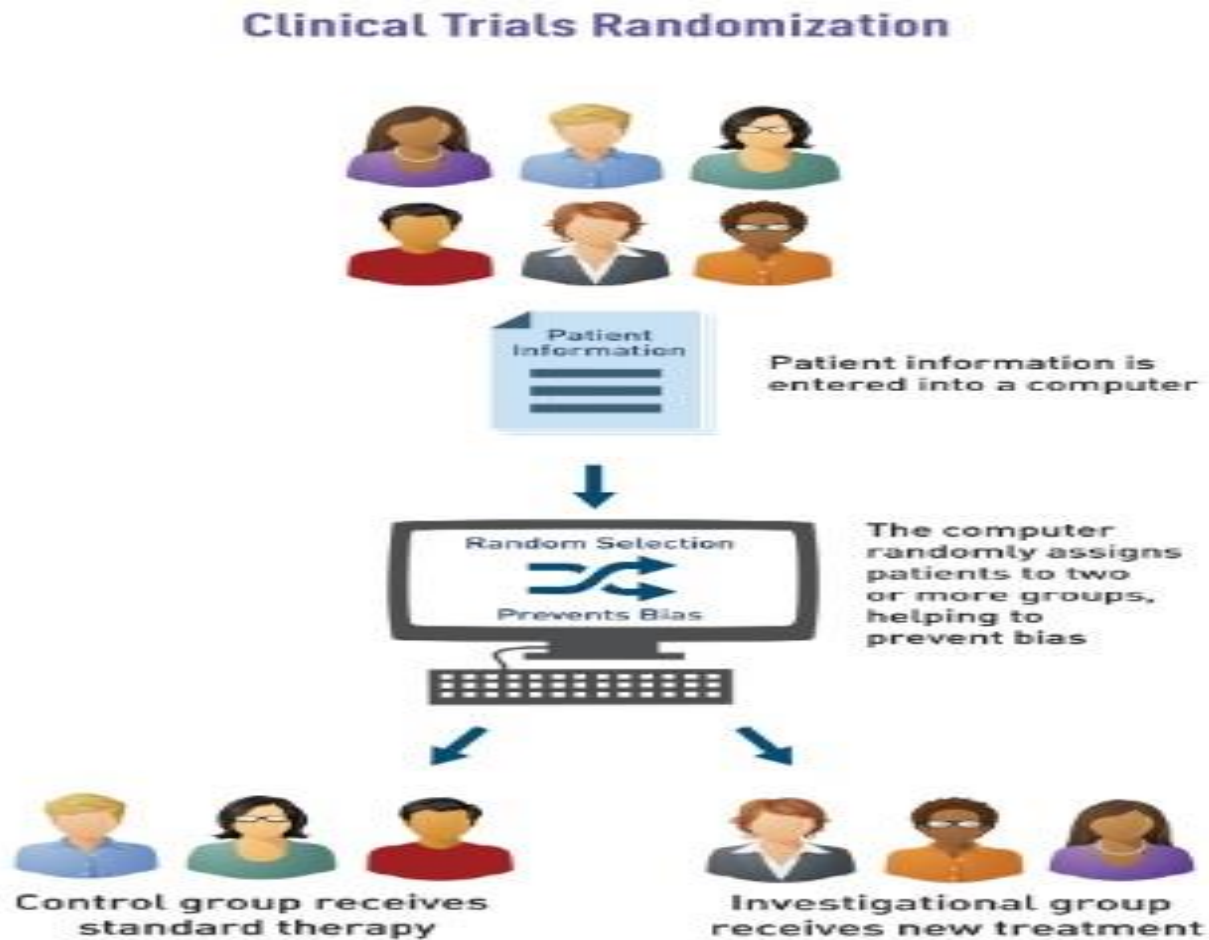 Clinical Trials Randomization
Patient
Information
Patient information is
entered into a computer
Random Selection
Prevents Bias
The computer
randomly assigns
patients to two
or more groups,
helping to
prevent bias
Control group receives
standard therapy
Investigational group
receives new treatment